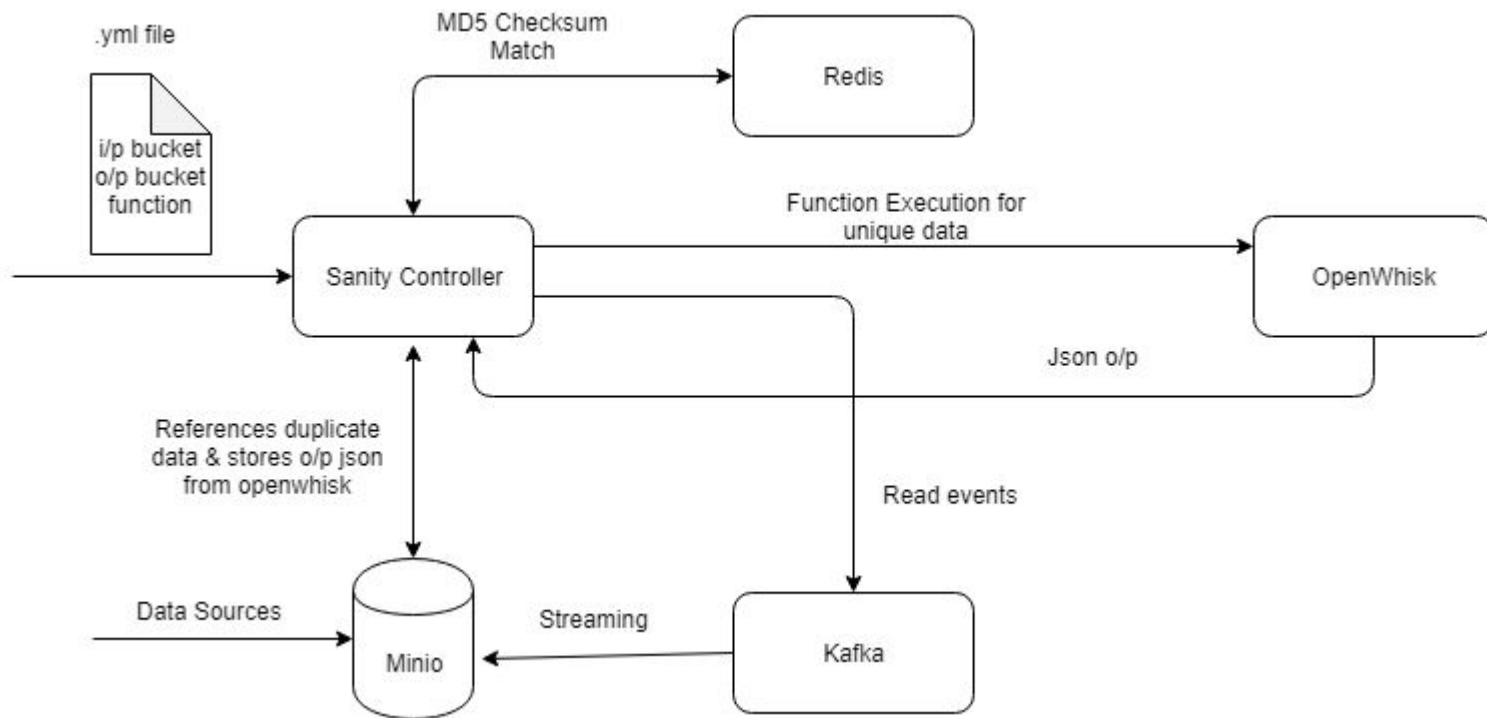 .yml file
i/p bucket
o/p bucket
function
MD5 Checksum
Match
Redis
Sanity Controller
Function Execution for
unique data
OpenWhisk
Json o/p
References duplicate
data & stores o/p json
from openwhisk
Read events
Data Sources
Minio
Streaming
Kafka